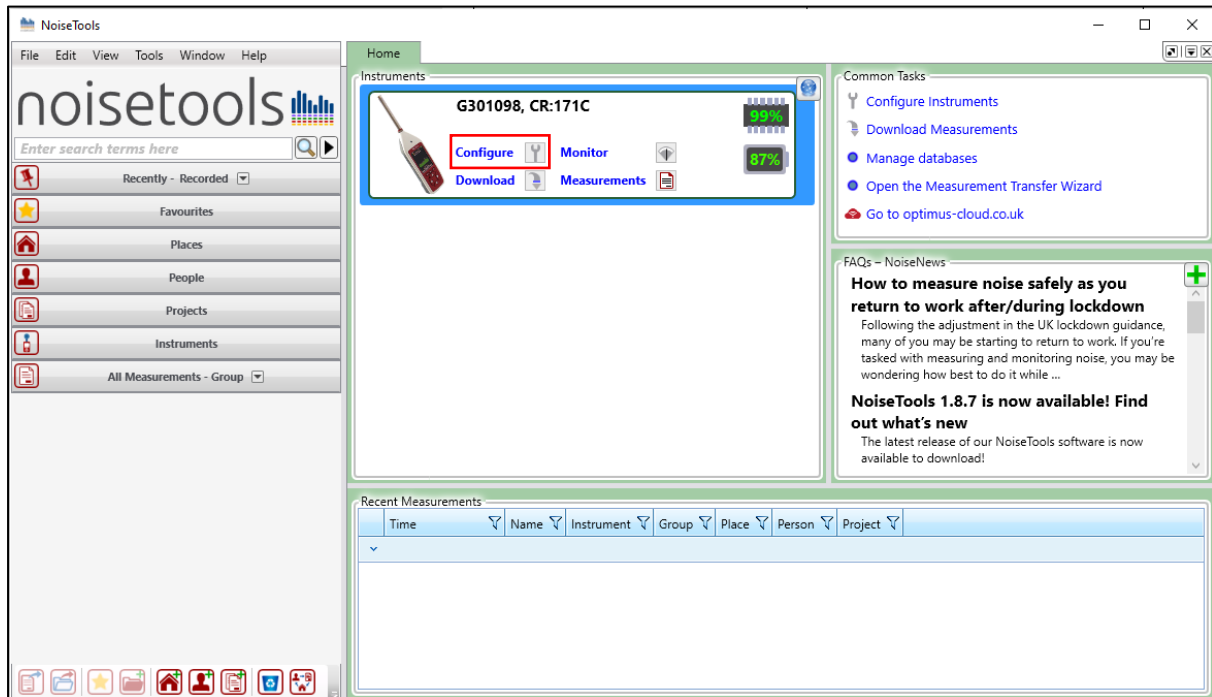 NoiseTools
File Edit View Tools Window Help
noisetools
Enter search terms here
Recently - Recorded
Favourites
Places
People
Projects
Instruments
All Measurements - Group
Home
Instruments
G301098, CR:171C
99%
Configure Monitor
87%
Download Measurements
Common Tasks
Configure Instruments
Download Measurements
Manage databases
Open the Measurement Transfer Wizard
Go to optimus-cloud.co.uk
FAQs – NoiseNews
How to measure noise safely as you
return to work after/during lockdown
Following the adjustment in the UK lockdown guidance,
many of you may be starting to return to work. If you're
tasked with measuring and monitoring noise, you may be
wondering how best to do it while ...
NoiseTools 1.8.7 is now available! Find
out what's new
The latest release of our NoiseTools software is now
available to download!
Recent Measurements
Time Name Instrument Group Place Person Project